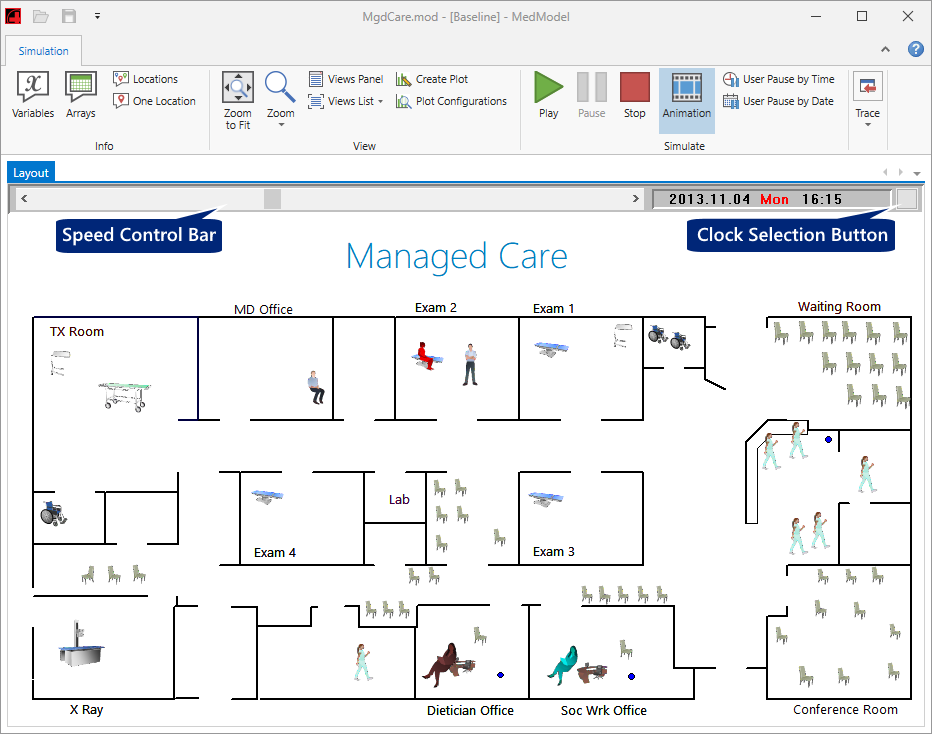 MgdCare.mod - [Baseline] - MedModel
Simulation
Variables
Arrays
Locations
One Location
Info
Zoom to Fit
Zoom
Views Panel
Views List
Create Plot
Plot Configurations
View
Play
Pause
Stop
Animation
User Pause by Time
User Pause by Date
Simulate
Trace
Layout
2013.11.04 Mon 16:15
Speed Control Bar
Clock Selection Button
Managed Care
TX Room
MD Office
Exam 2
Exam 1
Waiting Room
Lab
Exam 4
Exam 3
X Ray
Dietician Office
Soc Wrk Office
Conference Room